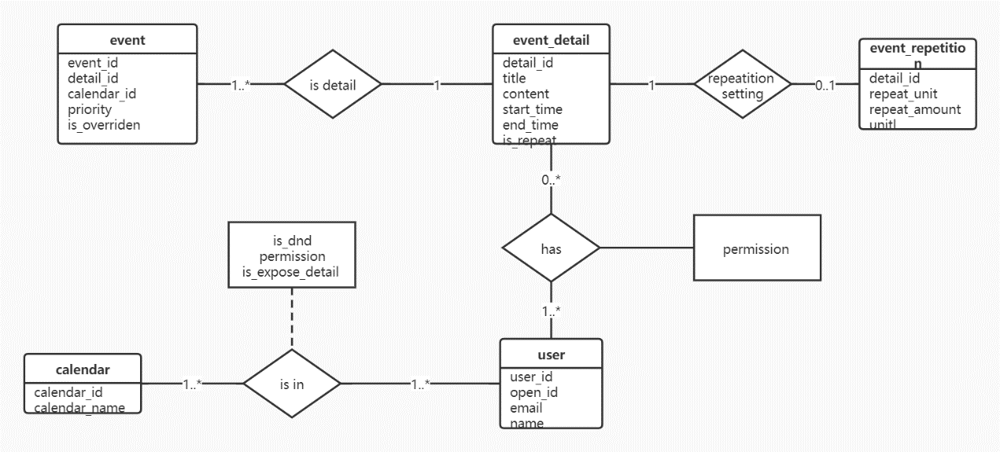 event
event_id
detail_id
calendar_id
priority
is_overriden
1..*
is detail
1
event_detail
detail_id
title
content
start_time
end_time
is_repeat
1
repeatition
setting
0..1
event_repetitio
n
detail_id
repeat_unit
repeat_amount
unitl
0..*
has
permission
1..*
is_dnd
permission
is_expose_detail
calendar
calendar_id
calendar_name
1..*
is in
1..*
user
user_id
open_id
email
name